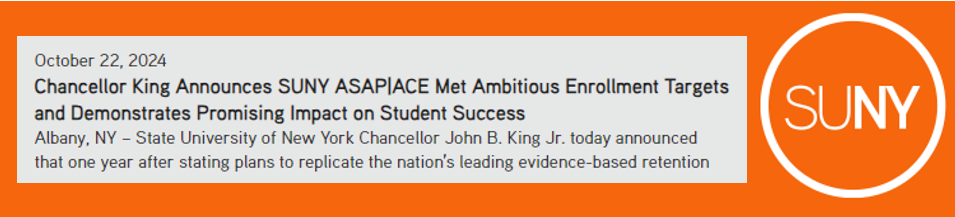 October 22, 2024
Chancellor King Announces SUNY ASAP|ACE Met Ambitious Enrollment Targets
and Demonstrates Promising Impact on Student Success
Albany, NY – State University of New York Chancellor John B. King Jr. today announced
that one year after stating plans to replicate the nation's leading evidence-based retention
SUNY